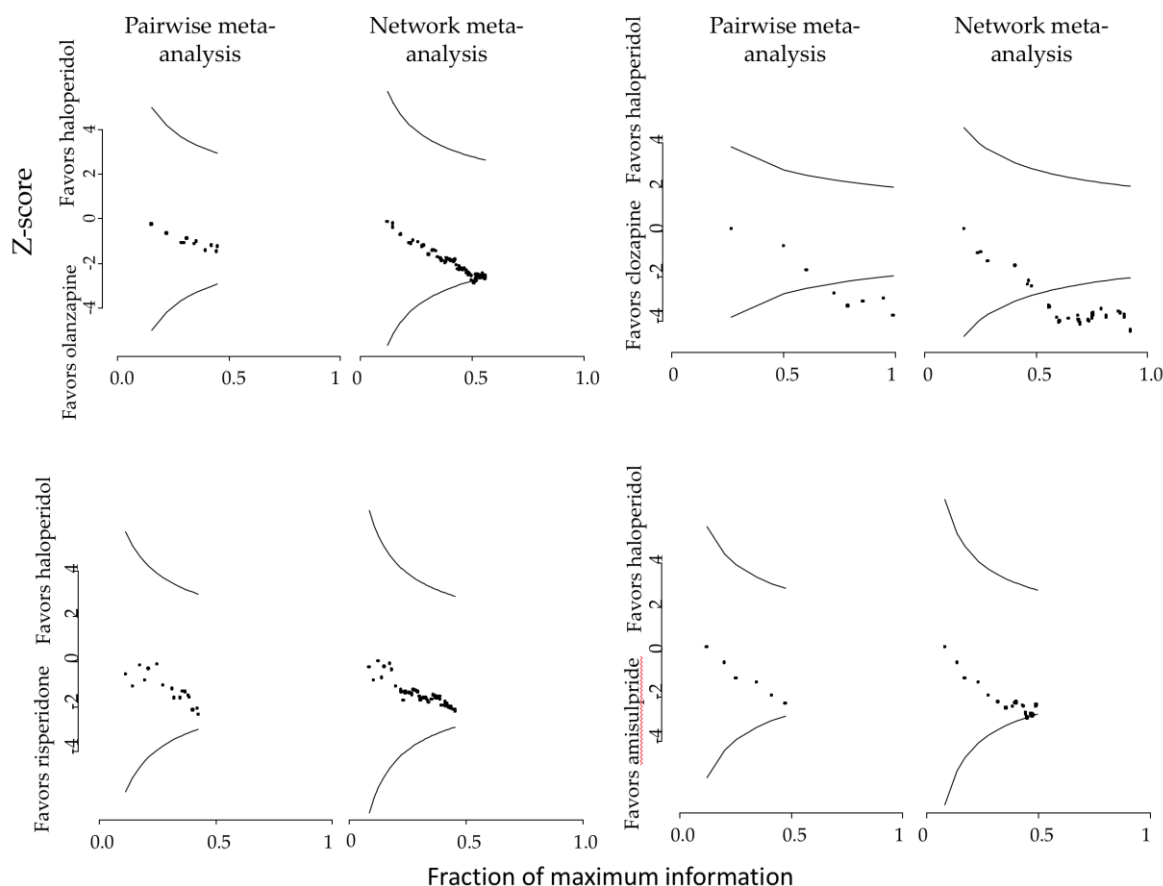 Pairwise meta-
analysis
Network meta-
analysis
Pairwise meta-
analysis
Network meta-
analysis
Z-score
Favors haloperidol
Favors olanzapine
4
2
0
-2
-4
0.0 0.5 1.0
0.0 0.5 1.0
Favors haloperidol
Favors clozapine
4
2
0
-2
-4
0 0.5 1
0 0.5 1.0
Favors haloperidol
Favors risperidone
4
2
0
-2
-4
0.0 0.5 1.0
0.0 0.5 1.0
Favors haloperidol
Favors amisulpride
4
2
0
-2
-4
0.0 0.5 1.0
0.0 0.5 1.0
Fraction of maximum information